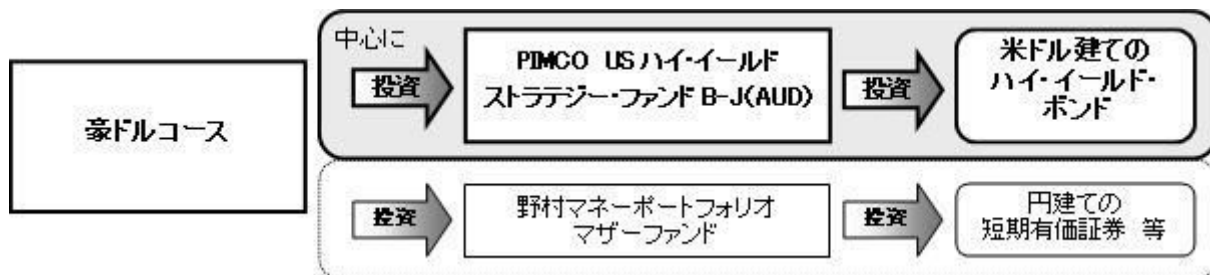 豪ドルコース
中心に
投資
PIMCO USハイ・イールド
ストラテジー・ファンド B-J(AUD)
投資
米ドル建ての
ハイ・イールド・
ボンド
投資
野村マネーポートフォリオ
マザーファンド
投資
円建ての
短期有価証券 等